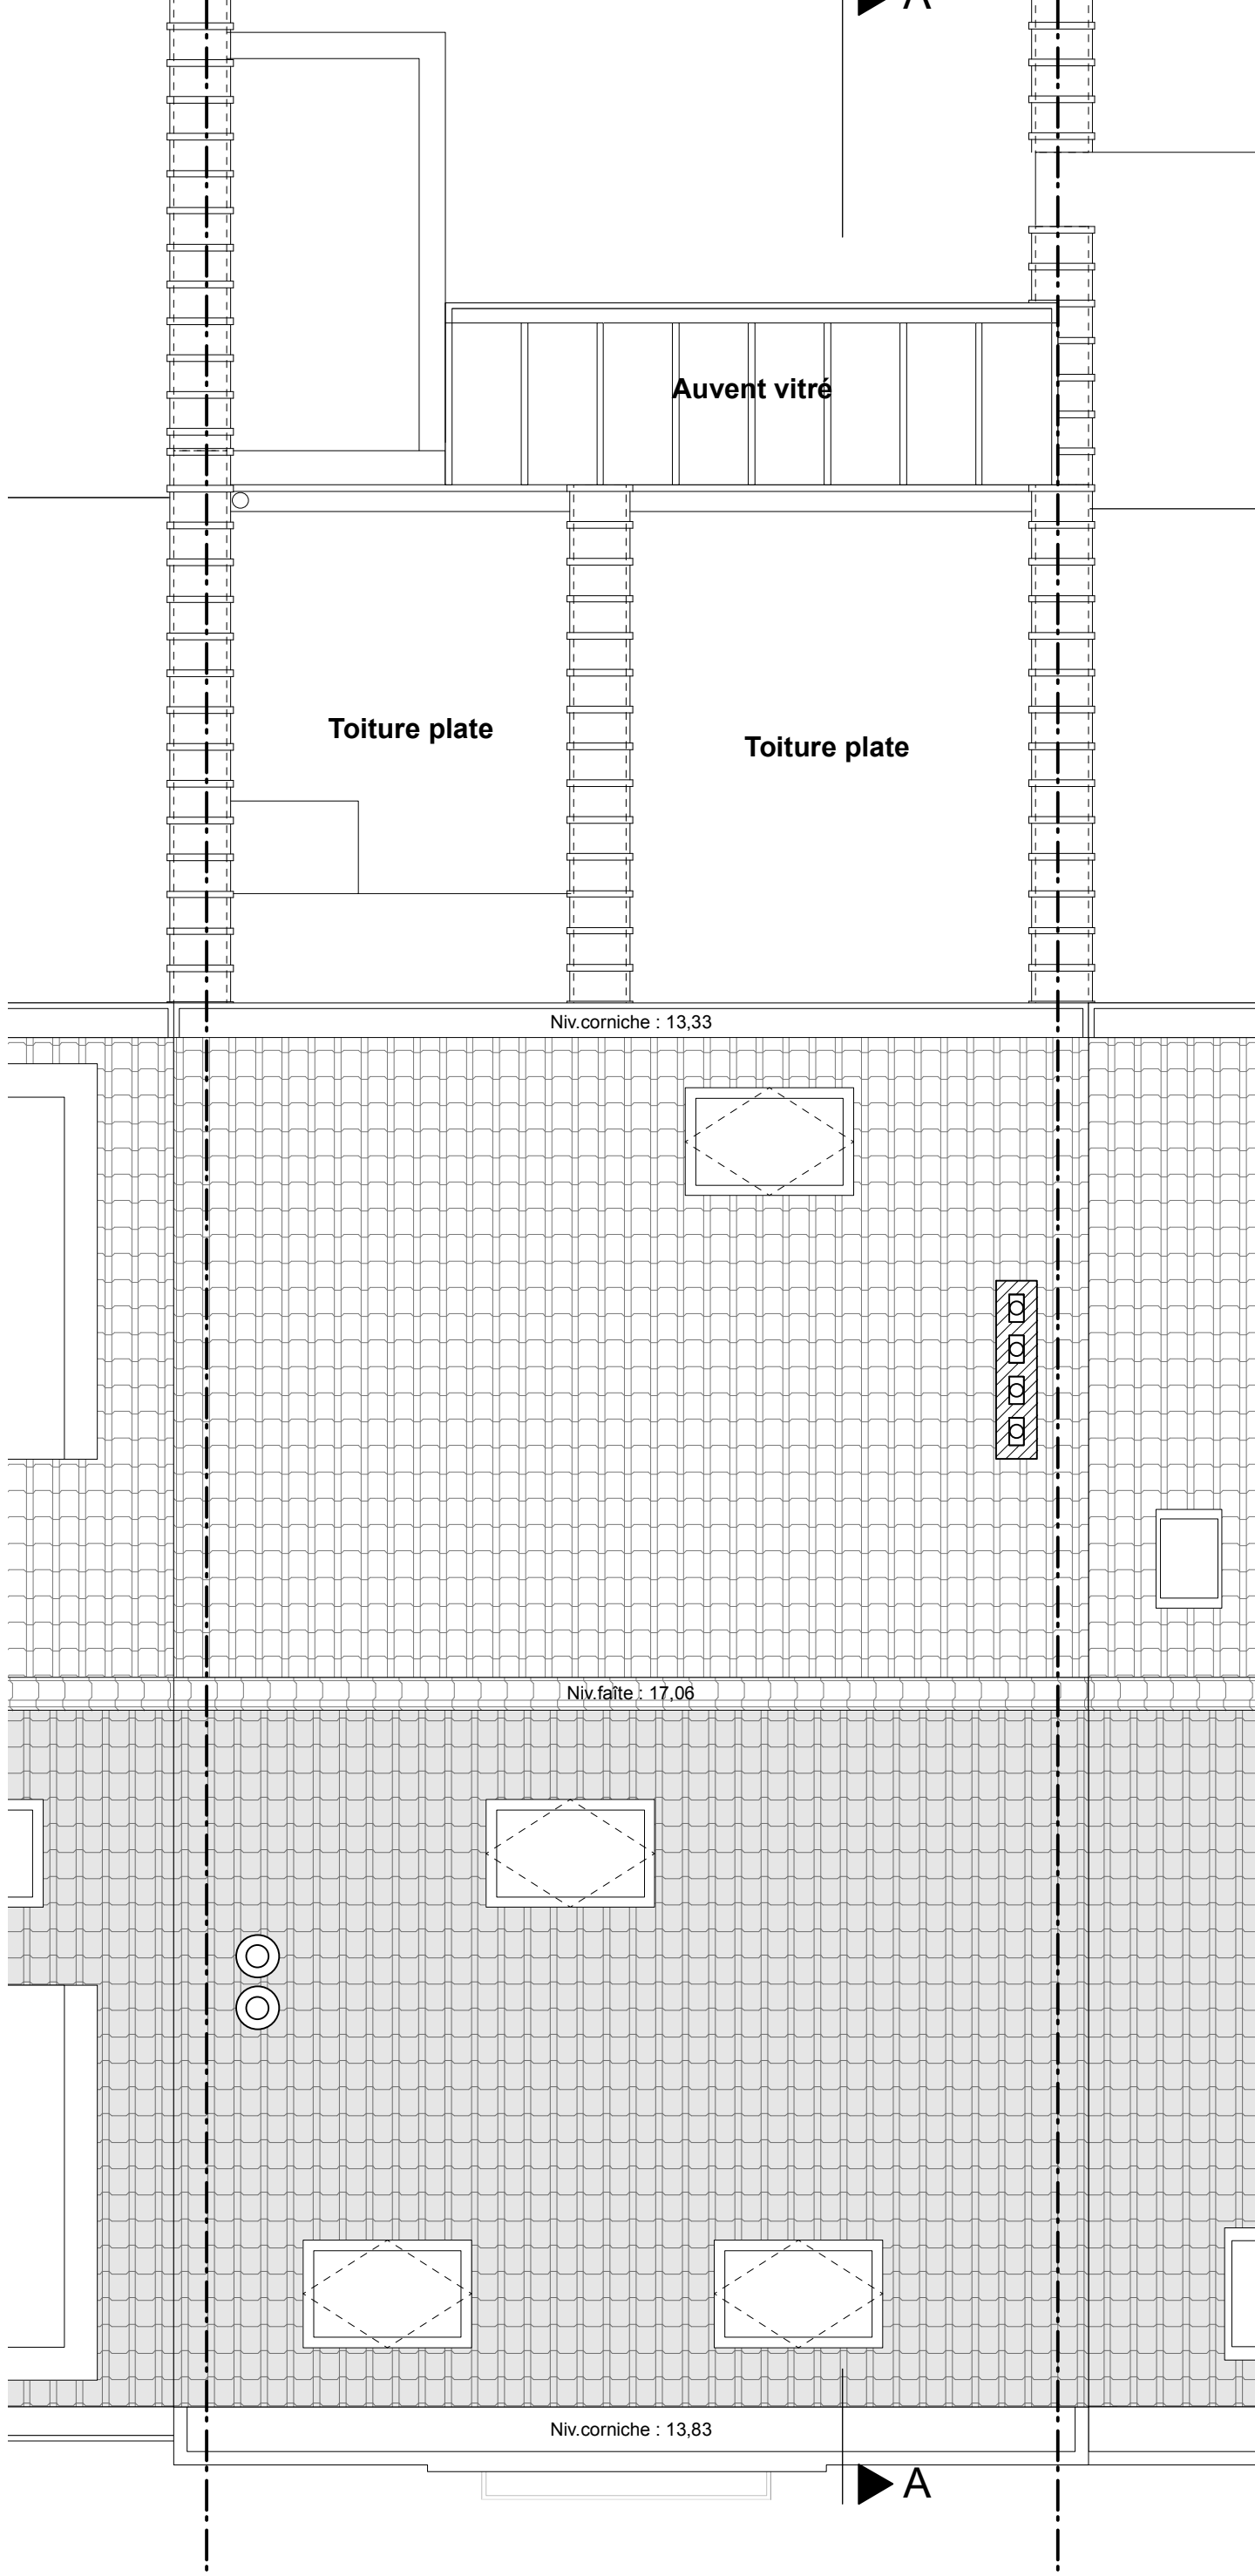 A
Auvent vitré
Toiture plate
Toiture plate
Niv.corniche : 13,33
Niv.faîte : 17,06
Niv.corniche : 13,83
A